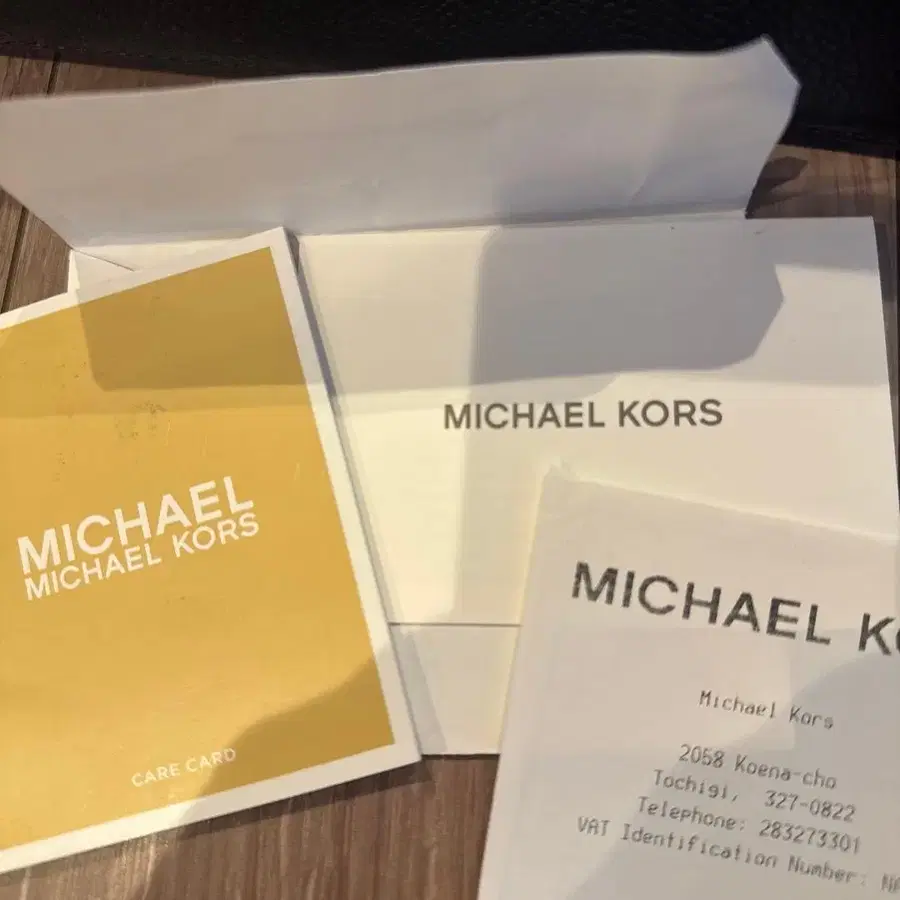 MICHAEL
MICHAEL KORS
CARE CARD
MICHAEL KORS
MICHAEL KO
Michael Kors
2058 Koena-cho
Tochigi, 327-0822
Telephone: 283273301
VAT Identification Number: